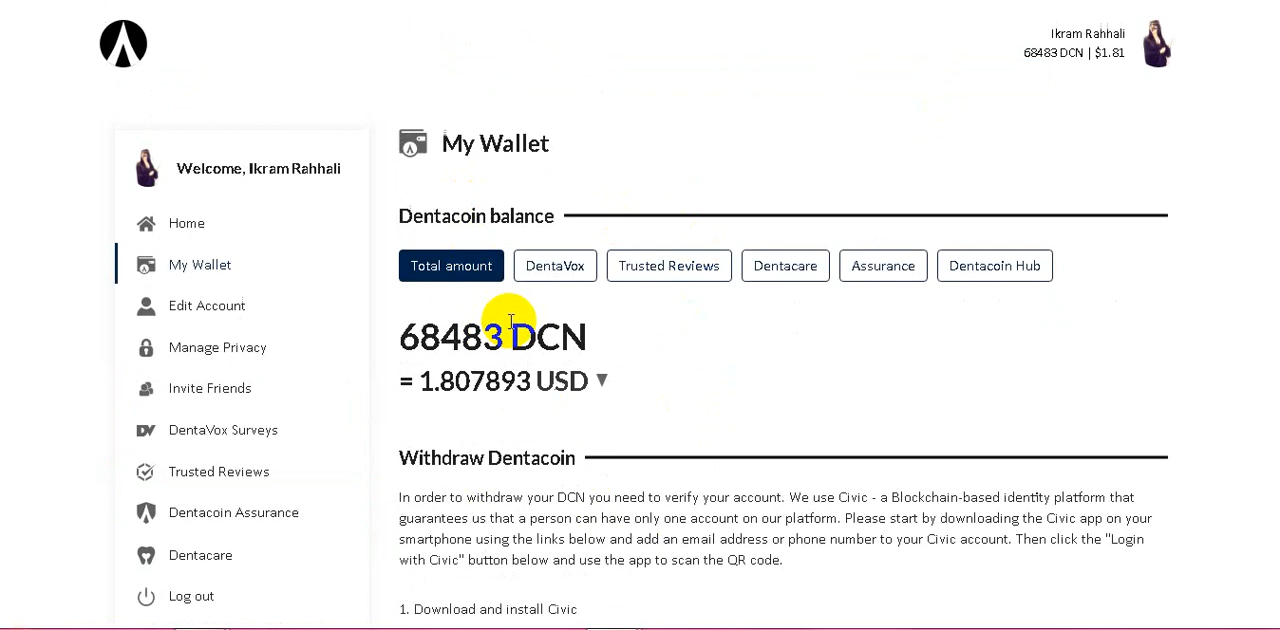 Ikram Rahhali
68483 DCN | $1.81
Welcome, Ikram Rahhali
Home
My Wallet
Edit Account
Manage Privacy
Invite Friends
DentaVox Surveys
Trusted Reviews
Dentacoin Assurance
Dentacare
Log out
My Wallet
Dentacoin balance
Total amount
DentaVox
Trusted Reviews
Dentacare
Assurance
Dentacoin Hub
68483 DCN
= 1.807893 USD ▼
Withdraw Dentacoin
In order to withdraw your DCN you need to verify your account. We use Civic - a Blockchain-based identity platform that
guarantees us that a person can have only one account on our platform. Please start by downloading the Civic app on your
smartphone using the links below and add an email address or phone number to your Civic account. Then click the "Login
with Civic" button below and use the app to scan the QR code.
1. Download and install Civic